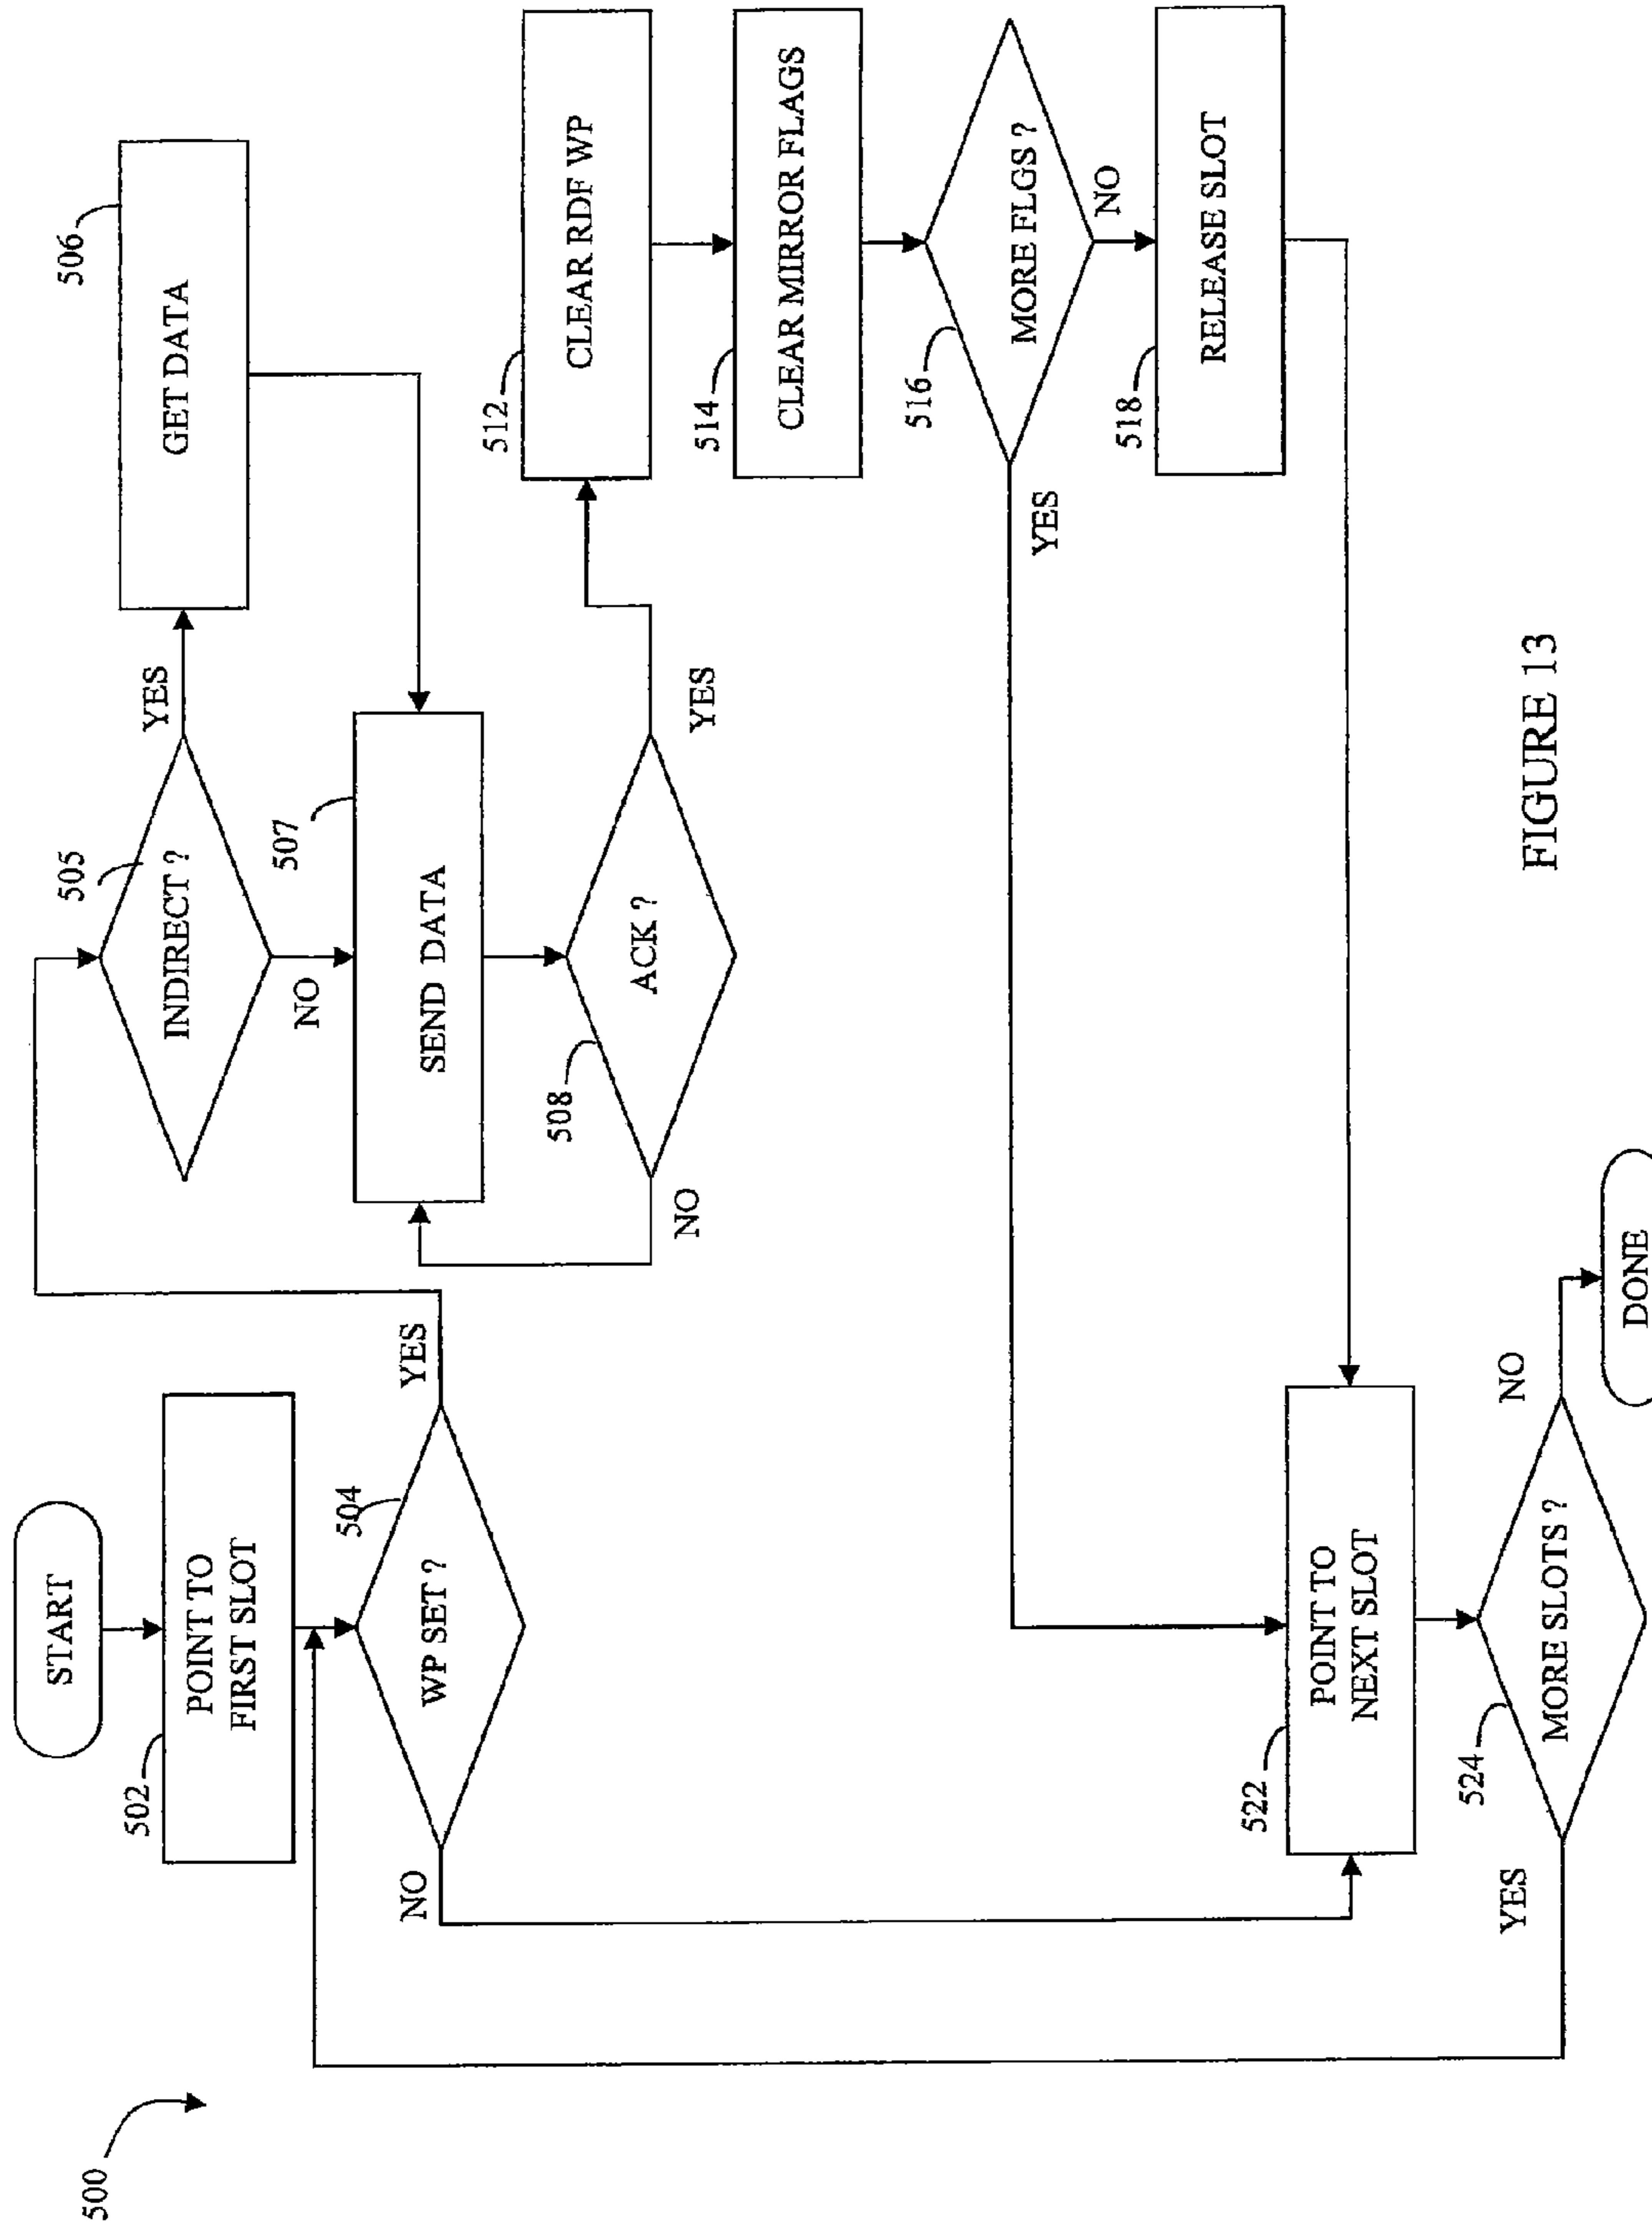 500
START
502
POINT TO
FIRST SLOT
504
WP SET ?
YES
NO
505
INDIRECT ?
YES
NO
506
GET DATA
507
SEND DATA
508
ACK ?
YES
NO
512
CLEAR RDF WP
514
CLEAR MIRROR FLAGS
516
MORE FLGS ?
YES
NO
518
RELEASE SLOT
522
POINT TO
NEXT SLOT
524
MORE SLOTS ?
YES
NO
DONE
FIGURE 13